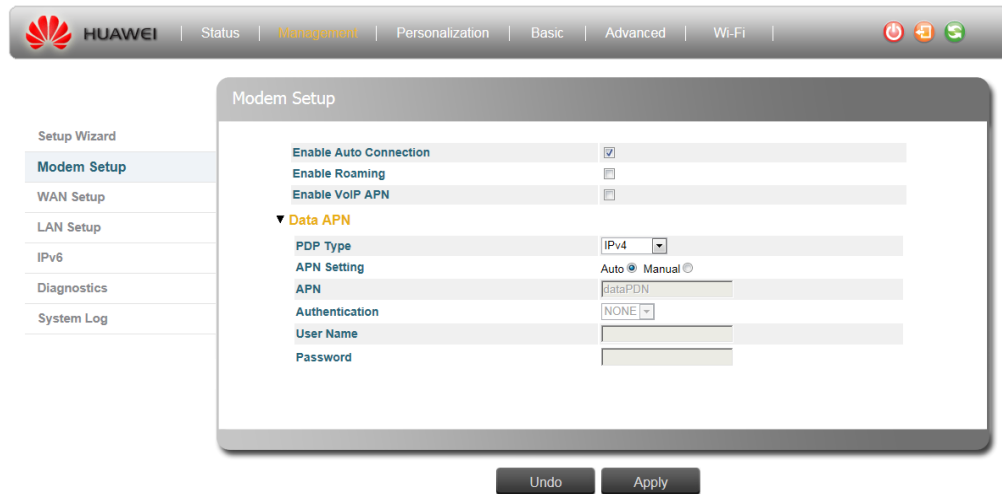 HUAWEI | Status | Management | Personalization | Basic | Advanced | Wi-Fi |
Modem Setup
Setup Wizard
Modem Setup
WAN Setup
LAN Setup
IPv6
Diagnostics
System Log
Enable Auto Connection
Enable Roaming
Enable VoIP APN
Data APN
PDP Type IPv4
APN Setting Auto Manual
APN dataPDN
Authentication NONE
User Name
Password
Undo Apply